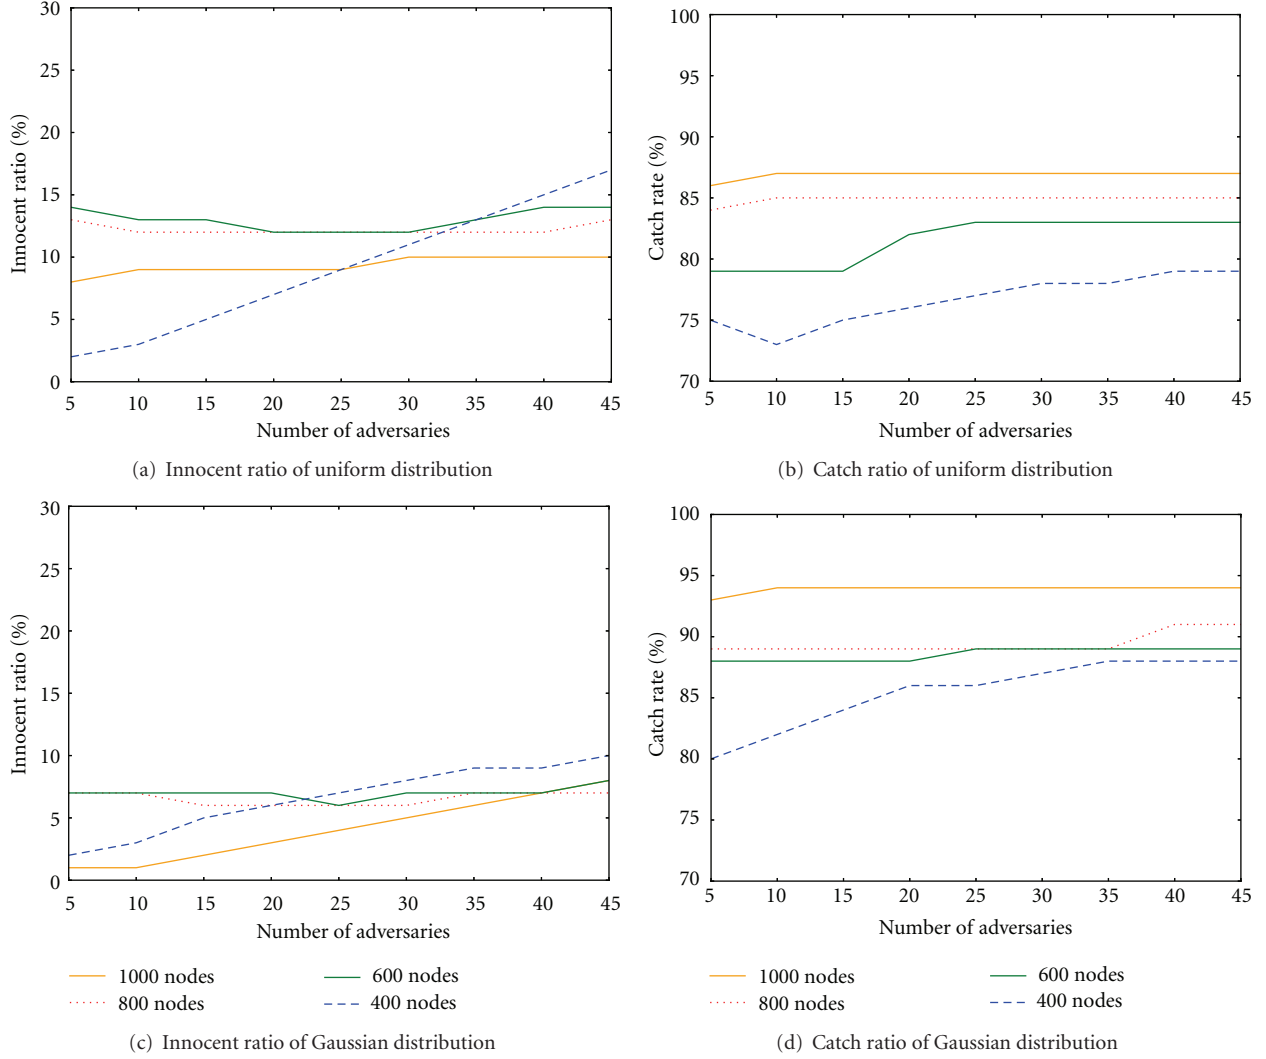 30
25
20
15
10
5
0
Innocent ratio (%)
5 10 15 20 25 30 35 40 45
Number of adversaries
(a) Innocent ratio of uniform distribution
100
95
90
85
80
75
70
Catch rate (%)
5 10 15 20 25 30 35 40 45
Number of adversaries
(b) Catch ratio of uniform distribution
30
25
20
15
10
5
0
Innocent ratio (%)
5 10 15 20 25 30 35 40 45
Number of adversaries
1000 nodes
800 nodes
600 nodes
400 nodes
(c) Innocent ratio of Gaussian distribution
100
95
90
85
80
75
70
Catch rate (%)
5 10 15 20 25 30 35 40 45
Number of adversaries
1000 nodes
800 nodes
600 nodes
400 nodes
(d) Catch ratio of Gaussian distribution